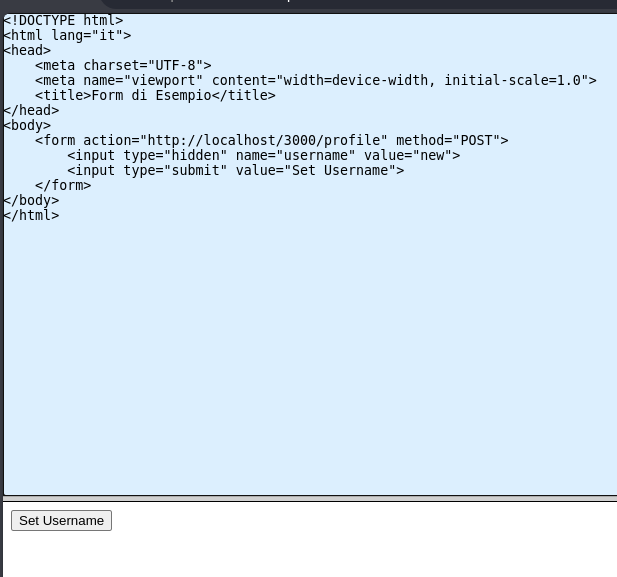 <!DOCTYPE html>
<html lang="it">
<head>
    <meta charset="UTF-8">
    <meta name="viewport" content="width=device-width, initial-scale=1.0">
    <title>Form di Esempio</title>
</head>
<body>
    <form action="http://localhost/3000/profile" method="POST">
        <input type="hidden" name="username" value="new">
        <input type="submit" value="Set Username">
    </form>
</body>
</html>
Set Username